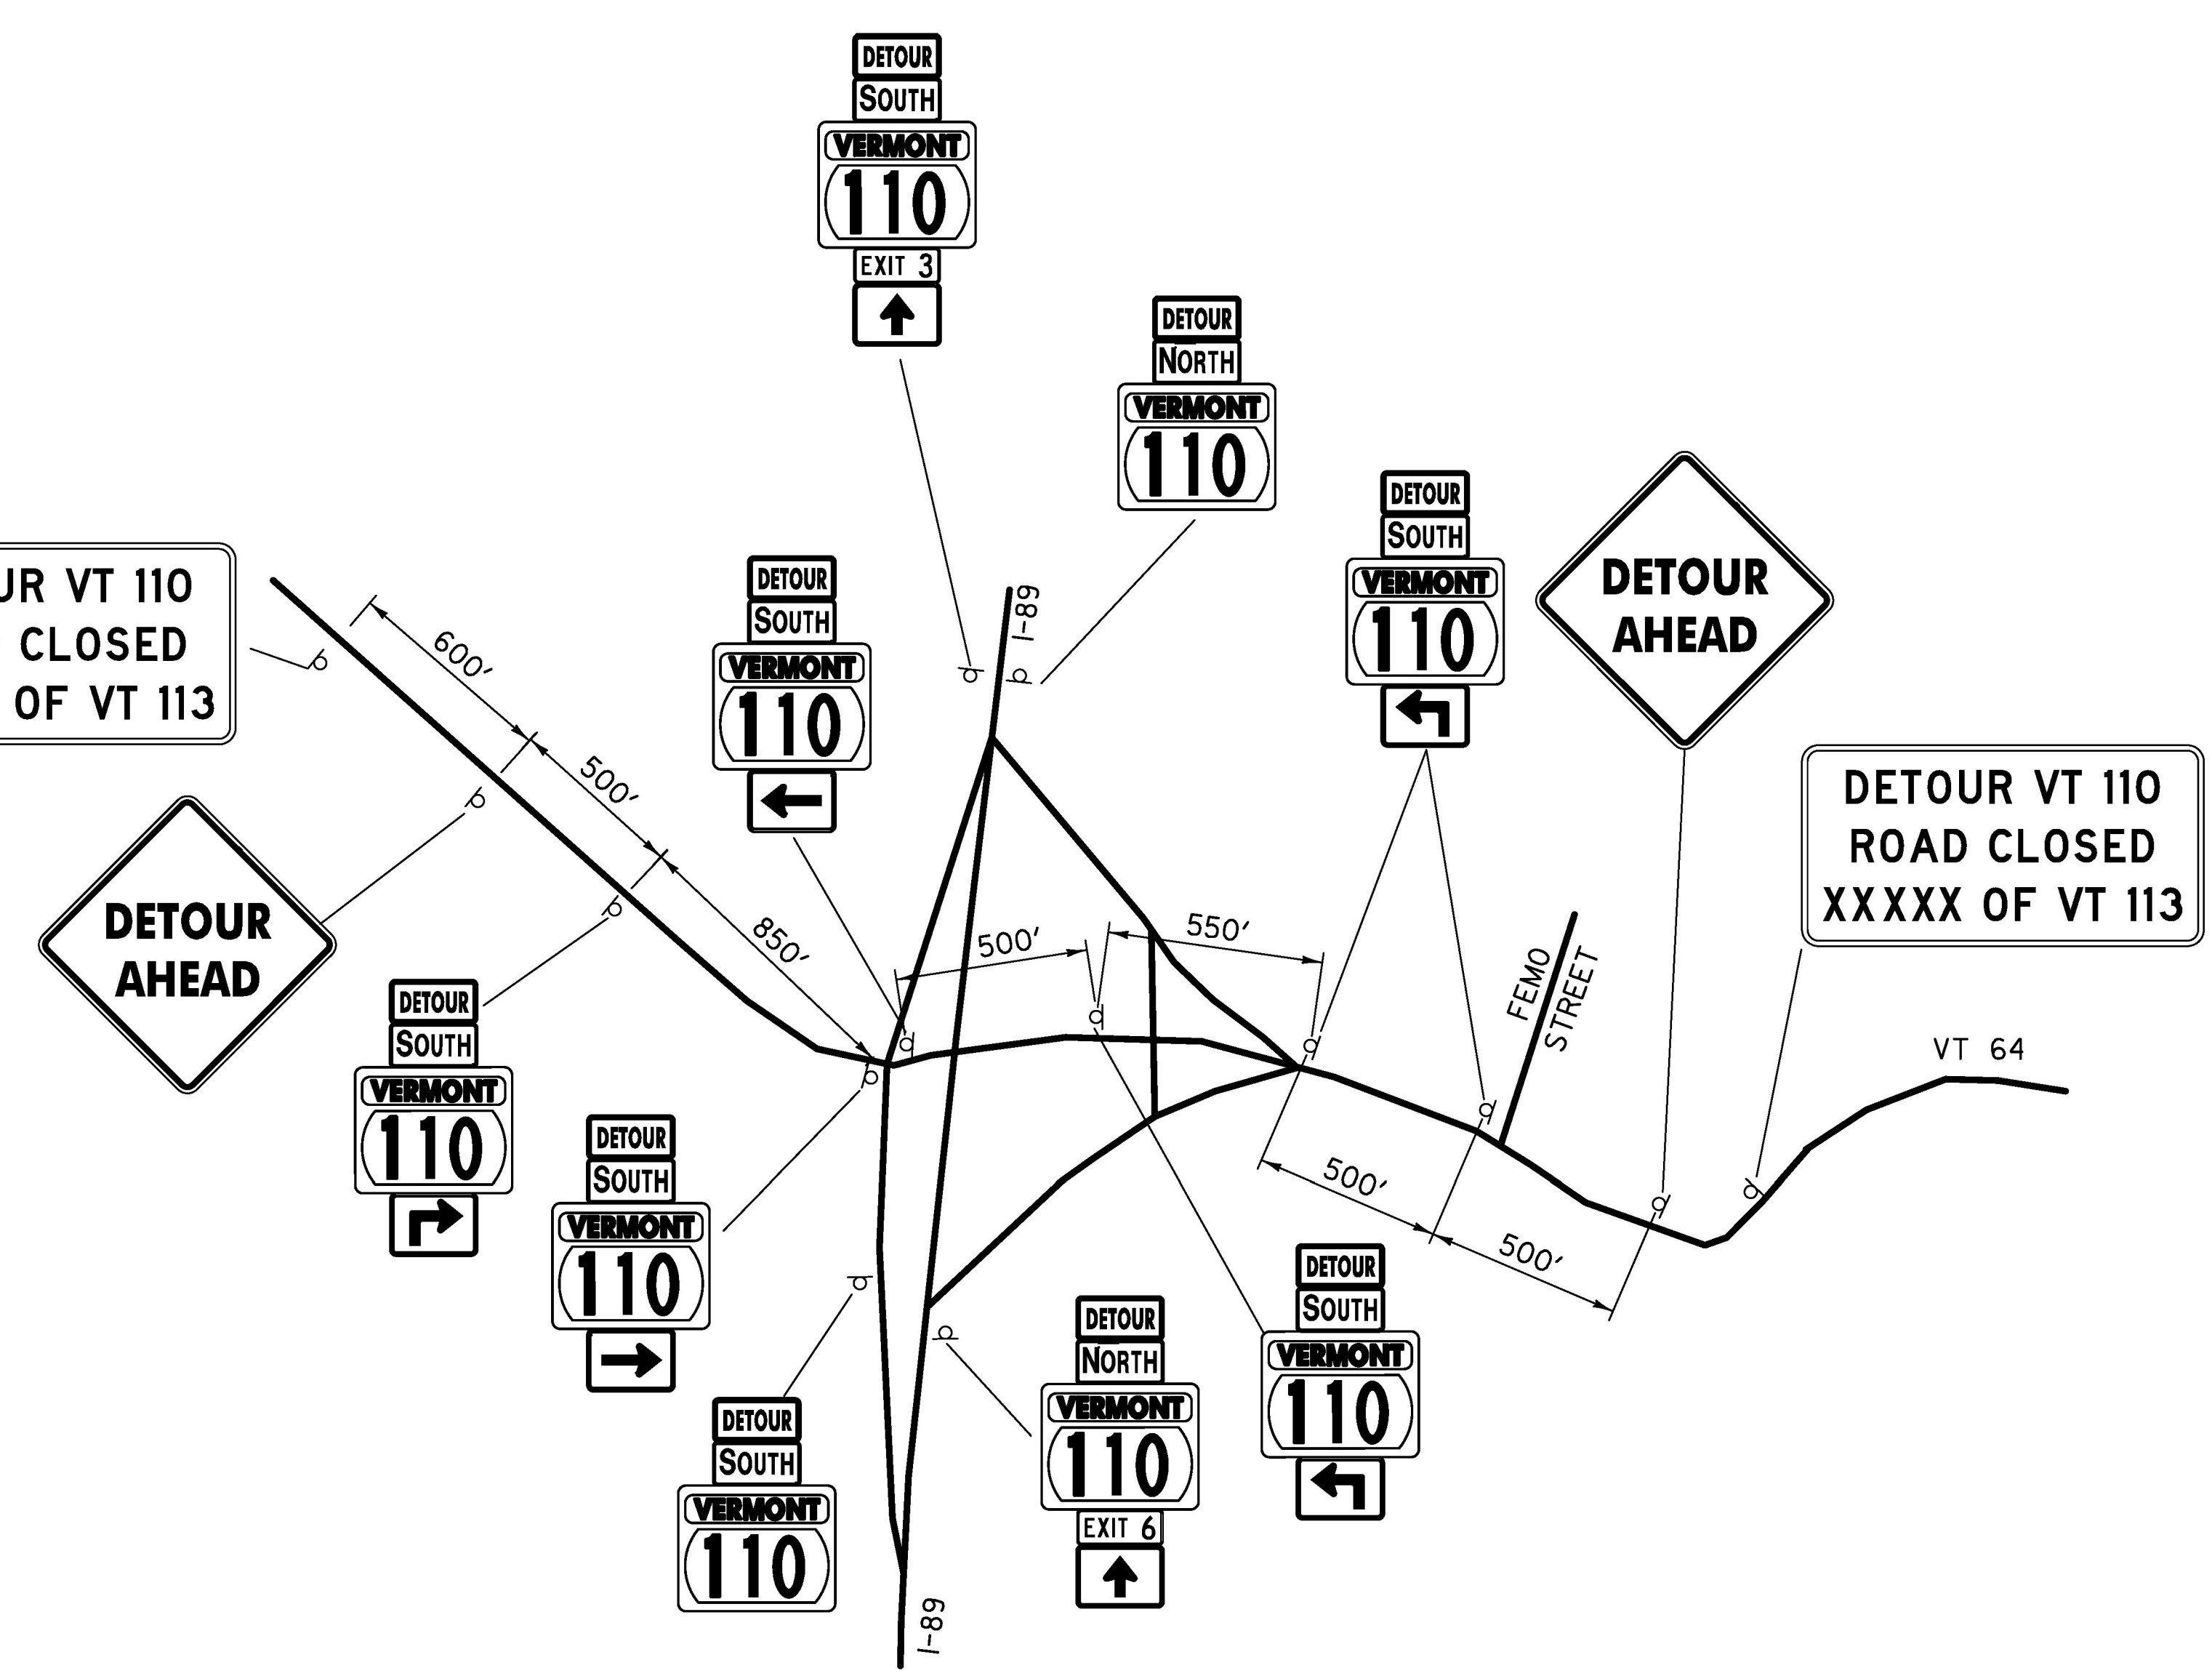 DETOUR
SOUTH
VERMONT
110
EXIT 3
DETOUR
NORTH
VERMONT
110
DETOUR
SOUTH
VERMONT
110
DETOUR
AHEAD
UR VT 110
CLOSED
OF VT 113
600'
500'
850'
DETOUR
SOUTH
VERMONT
110
I-89
DETOUR VT 110
ROAD CLOSED
XXXXX OF VT 113
DETOUR
AHEAD
500'
550'
FEMO
STREET
VT 64
DETOUR
SOUTH
VERMONT
110
DETOUR
SOUTH
VERMONT
110
500'
500'
DETOUR
SOUTH
VERMONT
110
DETOUR
NORTH
VERMONT
110
EXIT 6
DETOUR
SOUTH
VERMONT
110
I-89